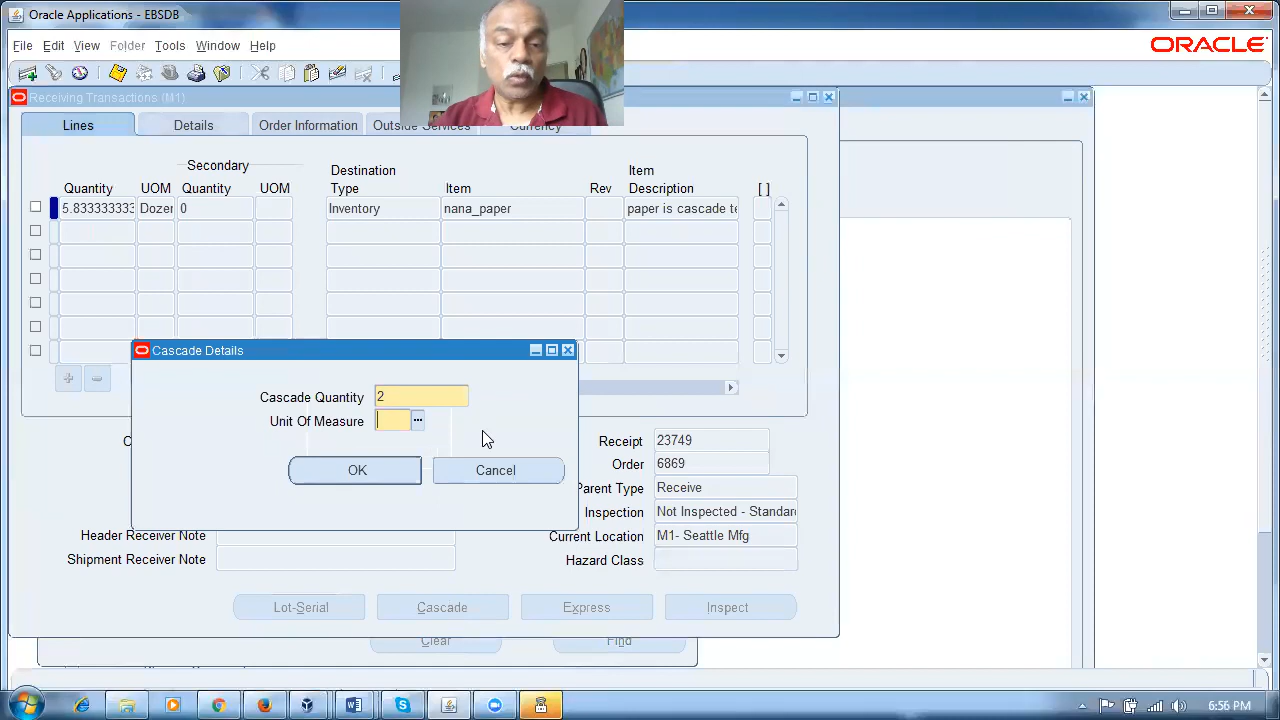 Oracle Applications - EBSDB
File Edit View Folder Tools Window Help
ORACLE
Receiving Transactions (M1)
Lines Details Order Information Outside Services Currency
Secondary
Destination
Item
Quantity UOM Quantity UOM Type Item Rev Description [ ]
5.833333333 Dozer 0 Inventory nana_paper paper is cascade te
Cascade Details
Cascade Quantity 2
Unit Of Measure
OK Cancel
Receipt 23749
Order 6869
Parent Type Receive
Inspection Not Inspected - Standar
Header Receiver Note
Current Location M1- Seattle Mfg
Shipment Receiver Note
Hazard Class
Lot-Serial Cascade Express Inspect
Clear Find
6:56 PM